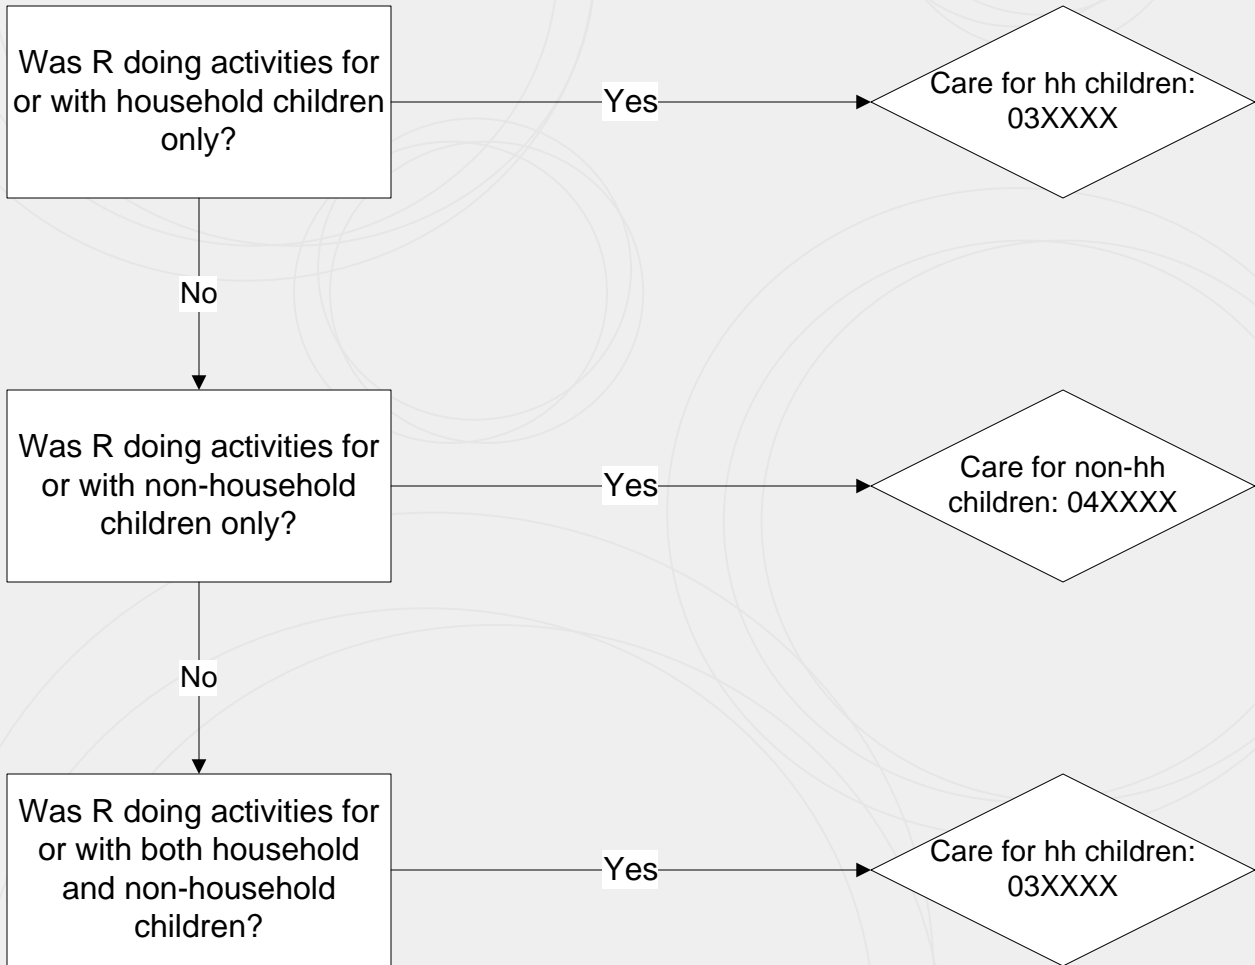 Was R doing activities for
or with household children
only?
Yes
Care for hh children:
03XXXX
No
Was R doing activities for
or with non-household
children only?
Yes
Care for non-hh
children: 04XXXX
No
Was R doing activities for
or with both household
and non-household
children?
Yes
Care for hh children:
03XXXX